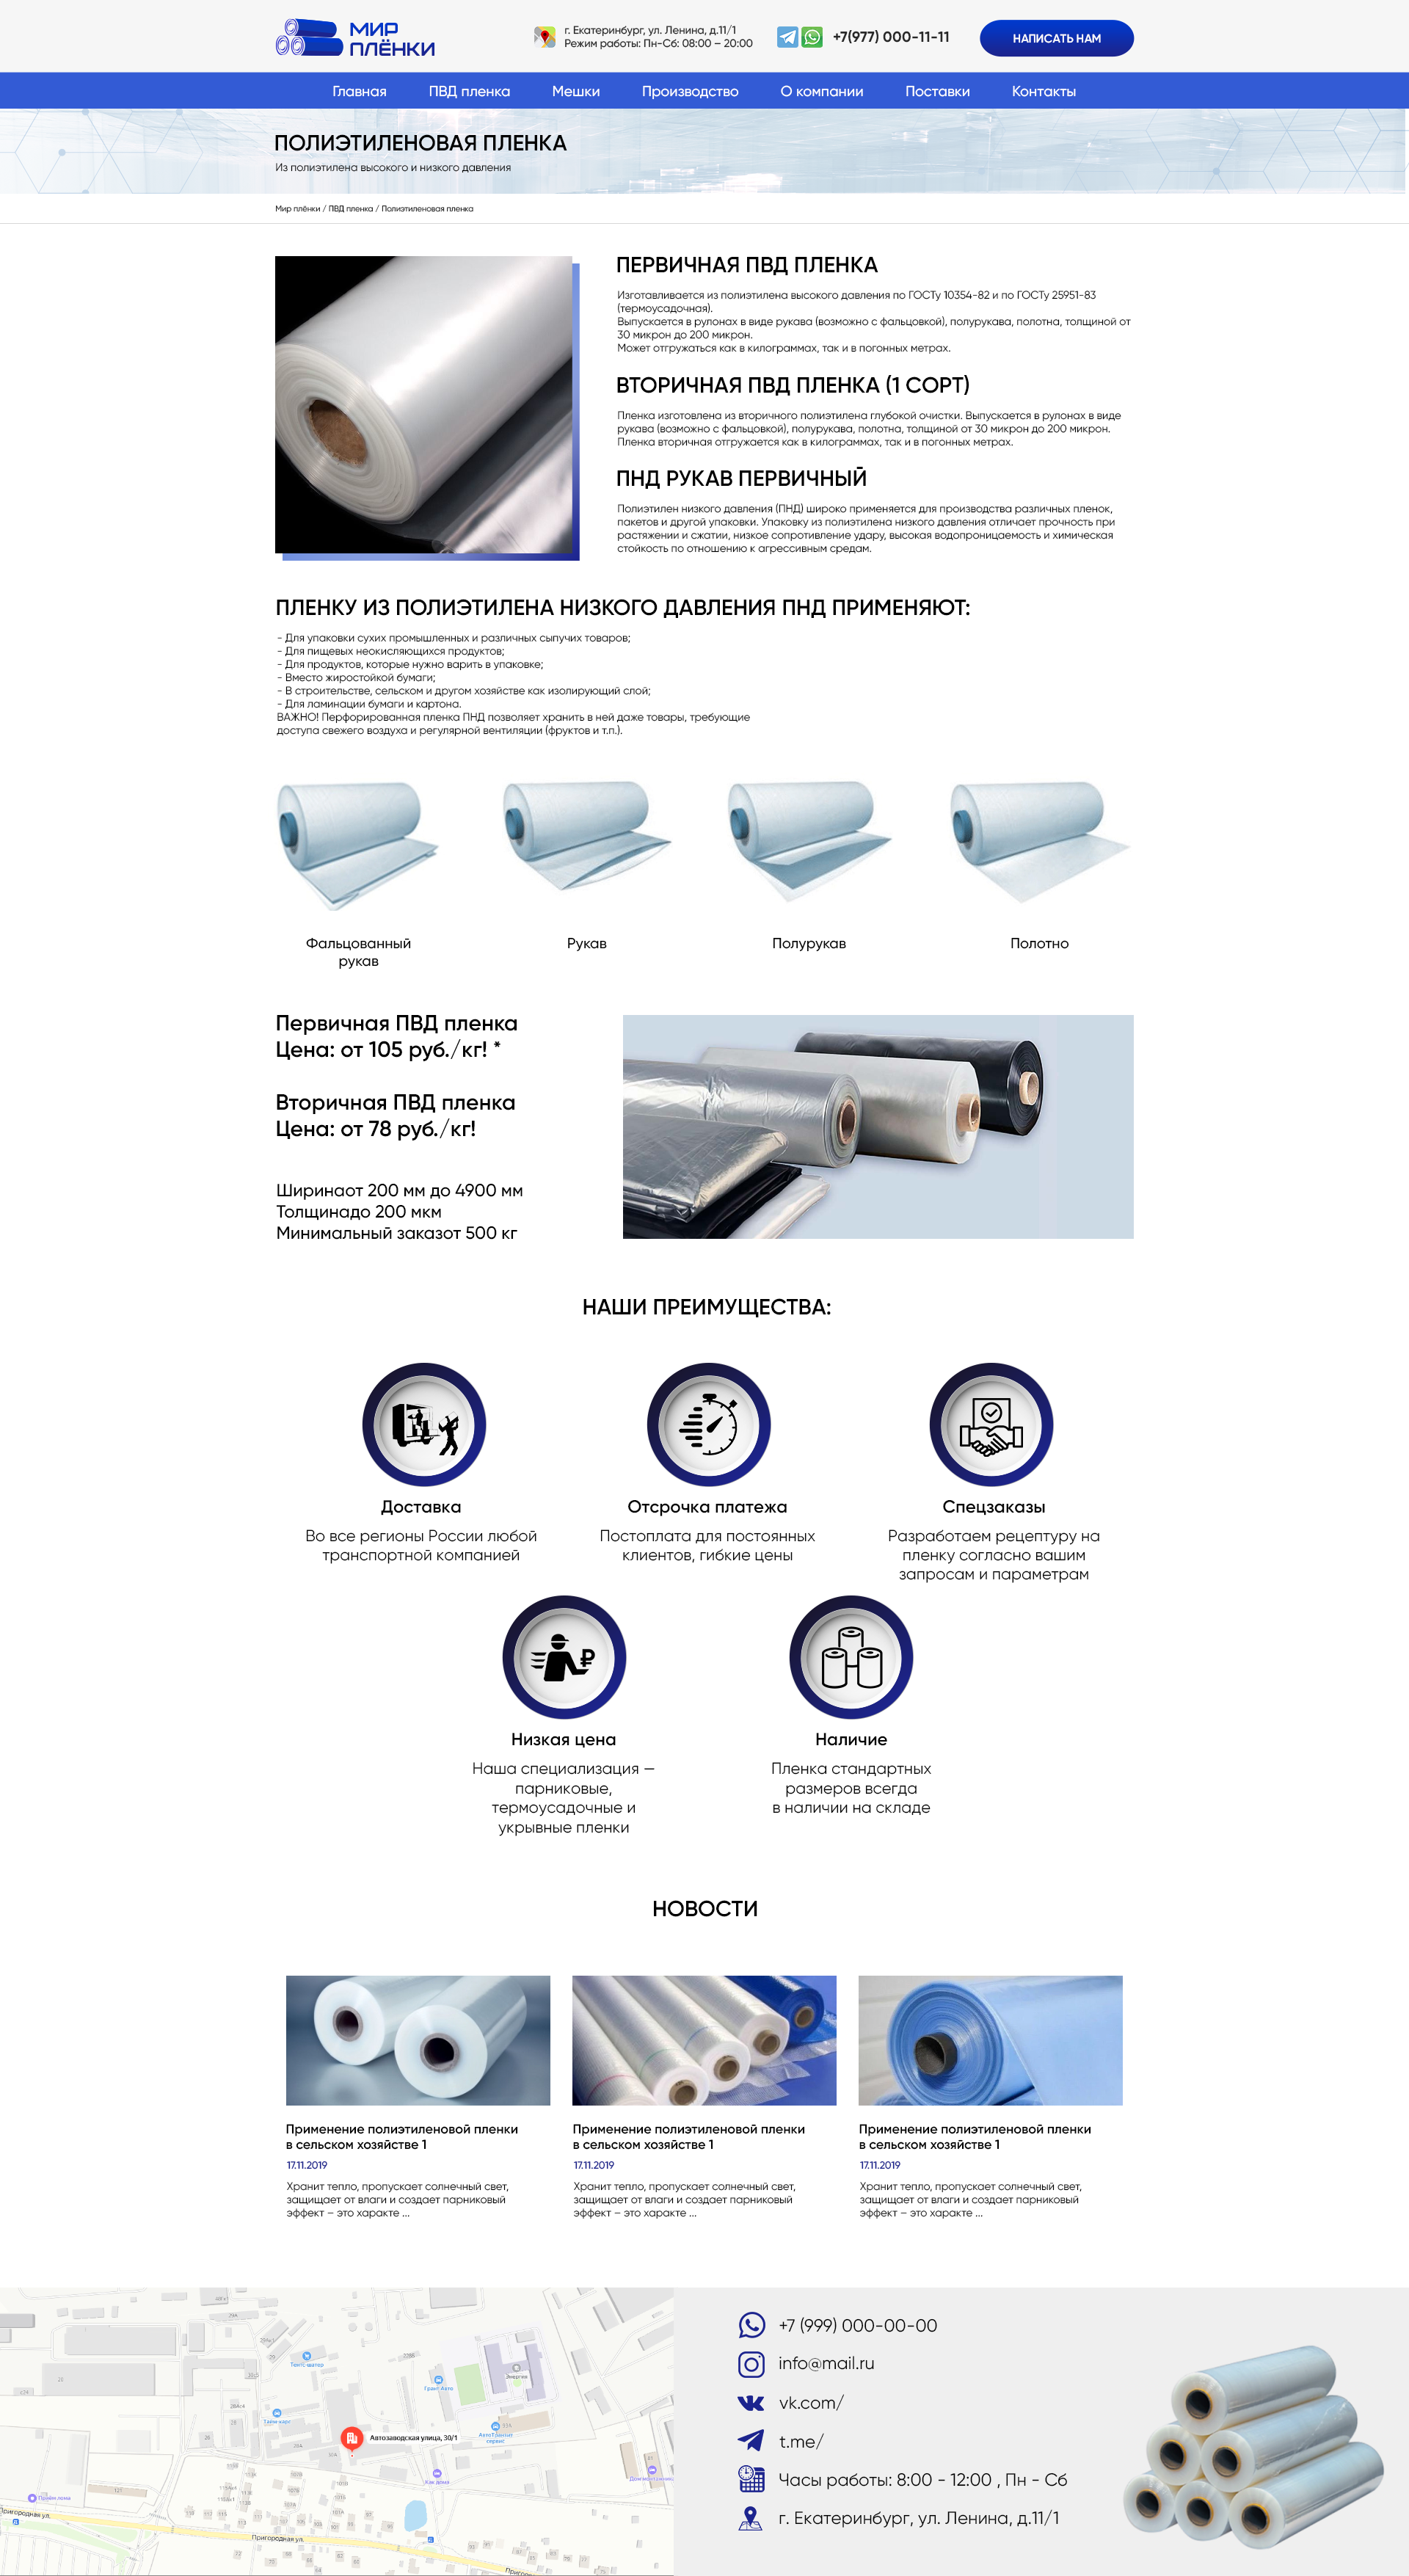 МИР
ПЛЁНКИ
г. Екатеринбург, ул. Ленина, д.11/1
Режим работы: Пн-Сб: 08:00 – 20:00
+7(977) 000-11-11
НАПИСАТЬ НАМ
Главная
ПВД пленка
Мешки
Производство
О компании
Поставки
Контакты
ПОЛИЭТИЛЕНОВАЯ ПЛЕНКА
Из полиэтилена высокого и низкого давления
Мир плёнки / ПВД пленка / Полиэтиленовая пленка
ПЕРВИЧНАЯ ПВД ПЛЕНКА
Изготавливается из полиэтилена высокого давления по ГОСТу 10354-82 и по ГОСТу 25951-83
(термоусадочная).
Выпускается в рулонах в виде рукава (возможно с фальцовкой), полурукава, полотна, толщиной от
30 микрон до 200 микрон.
Может отгружаться как в килограммах, так и в погонных метрах.
ВТОРИЧНАЯ ПВД ПЛЕНКА (1 СОРТ)
Пленка изготовлена из вторичного полиэтилена глубокой очистки. Выпускается в рулонах в виде
рукава (возможно с фальцовкой), полурукава, полотна, толщиной от 30 микрон до 200 микрон.
Пленка вторичная отгружается как в килограммах, так и в погонных метрах.
ПНД РУКАВ ПЕРВИЧНЫЙ
Полиэтилен низкого давления (ПНД) широко применяется для производства различных пленок,
пакетов и другой упаковки. Упаковку из полиэтилена низкого давления отличает прочность при
растяжении и сжатии, низкое сопротивление удару, высокая водопроницаемость и химическая
стойкость по отношению к агрессивным средам.
ПЛЕНКУ ИЗ ПОЛИЭТИЛЕНА НИЗКОГО ДАВЛЕНИЯ ПНД ПРИМЕНЯЮТ:
- Для упаковки сухих промышленных и различных сыпучих товаров;
- Для пищевых неокисляющихся продуктов;
- Для продуктов, которые нужно варить в упаковке;
- Вместо жиростойкой бумаги;
- В строительстве, сельском и другом хозяйстве как изолирующий слой;
- Для ламинации бумаги и картона.
ВАЖНО! Перфорированная пленка ПНД позволяет хранить в ней даже товары, требующие
доступа свежего воздуха и регулярной вентиляции (фруктов и т.п.).
Фальцованный
рукав
Рукав
Полурукав
Полотно
Первичная ПВД пленка
Цена: от 105 руб./кг! *
Вторичная ПВД пленка
Цена: от 78 руб./кг!
Ширинаот 200 мм до 4900 мм
Толщинадо 200 мкм
Минимальный заказот 500 кг
НАШИ ПРЕИМУЩЕСТВА:
Доставка
Во все регионы России любой
транспортной компанией
Отсрочка платежа
Постоплата для постоянных
клиентов, гибкие цены
Спецзаказы
Разработаем рецептуру на
пленку согласно вашим
запросам и параметрам
Низкая цена
Наша специализация —
парниковые,
термоусадочные и
укрывные пленки
Наличие
Пленка стандартных
размеров всегда
в наличии на складе
НОВОСТИ
Применение полиэтиленовой пленки
в сельском хозяйстве 1
17.11.2019
Хранит тепло, пропускает солнечный свет,
защищает от влаги и создает парниковый
эффект – это характе ...
Применение полиэтиленовой пленки
в сельском хозяйстве 1
17.11.2019
Хранит тепло, пропускает солнечный свет,
защищает от влаги и создает парниковый
эффект – это характе ...
Применение полиэтиленовой пленки
в сельском хозяйстве 1
17.11.2019
Хранит тепло, пропускает солнечный свет,
защищает от влаги и создает парниковый
эффект – это характе ...
Грант Авто
Автозаводская улица, 30/1
Как дома
Пригородная ул.
Пригородная ул.
+7 (999) 000-00-00
info@mail.ru
vk.com/
t.me/
Часы работы: 8:00 - 12:00 , Пн - Сб
г. Екатеринбург, ул. Ленина, д.11/1